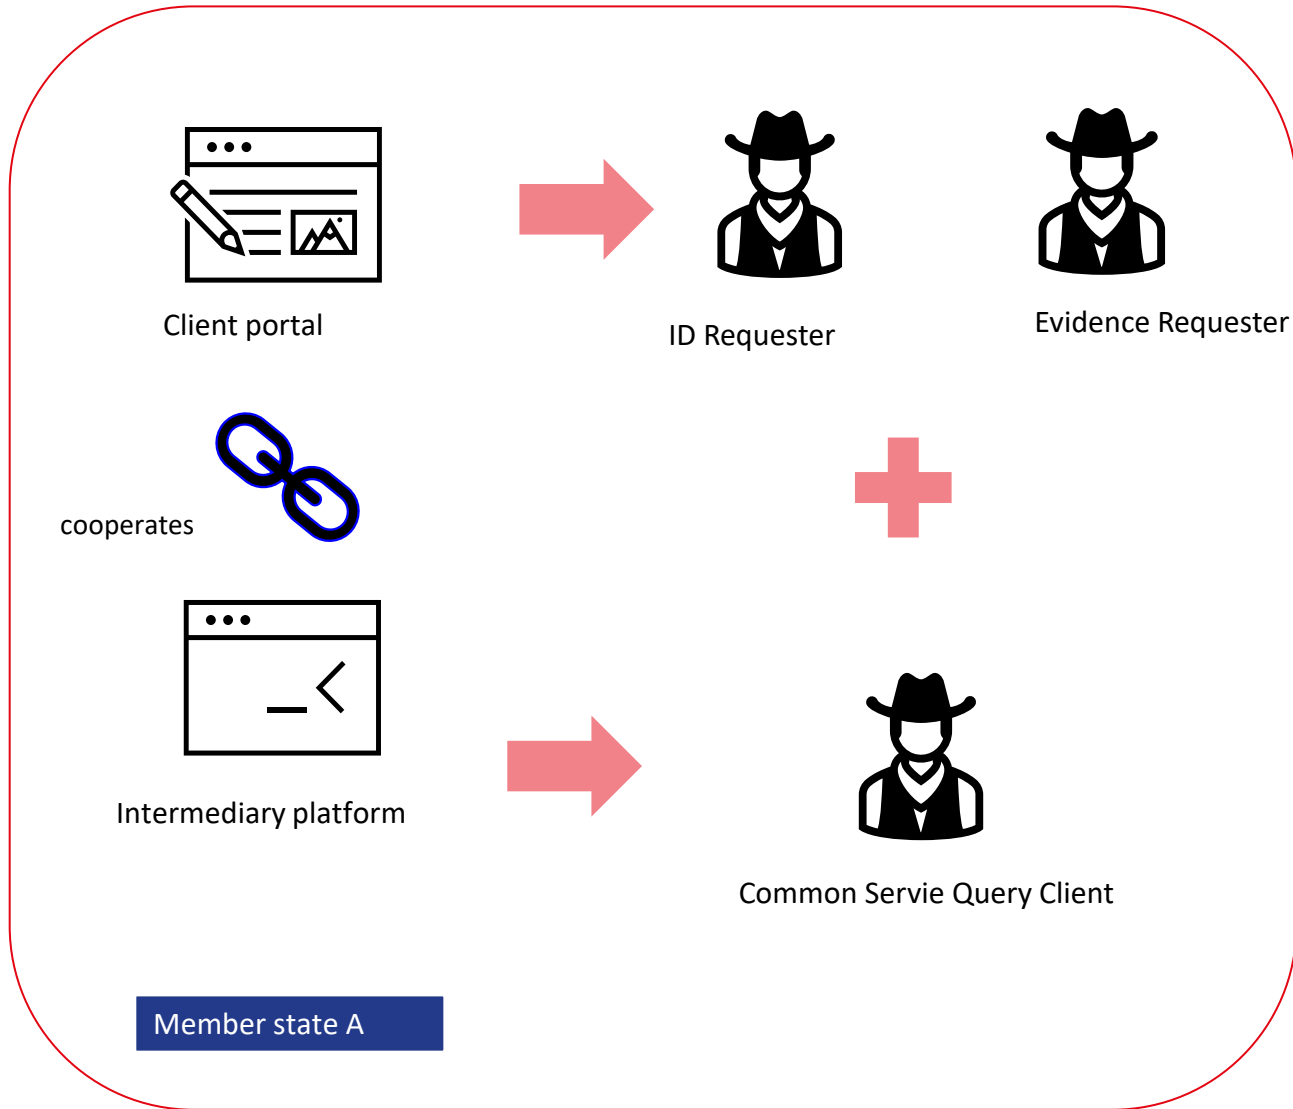 Client portal
ID Requester
Evidence Requester
cooperates
Intermediary platform
Common Servie Query Client
Member state A